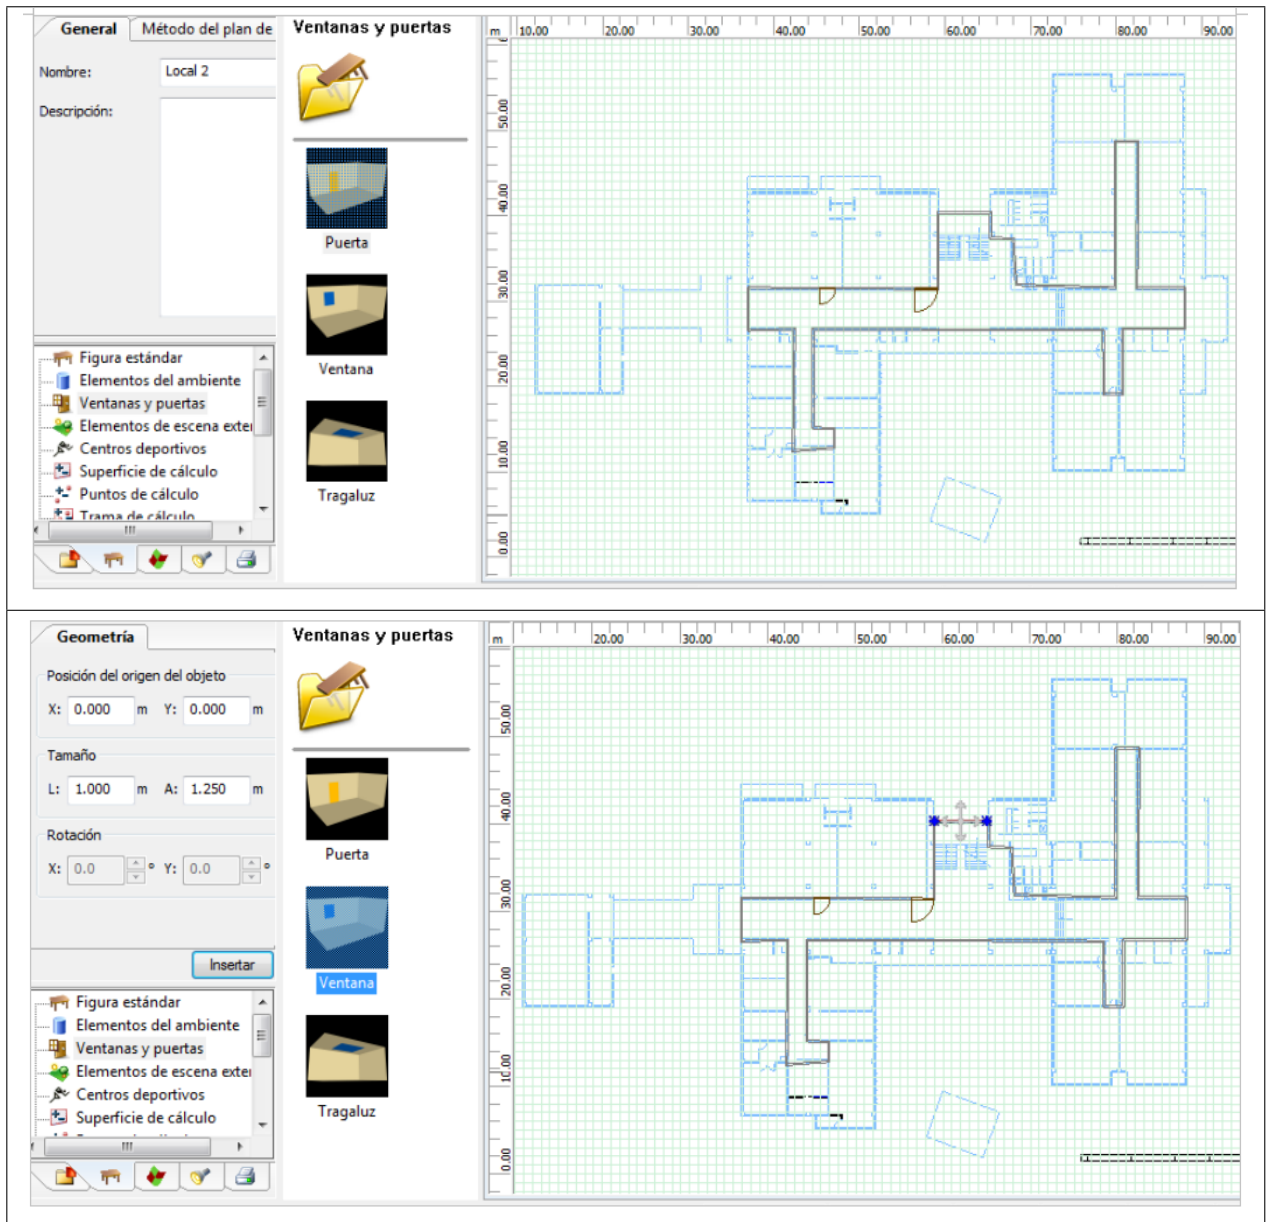 General Método del plan de
Nombre: Local 2
Descripción:
Figura estándar
Elementos del ambiente
Ventanas y puertas
Elementos de escena exter
Centros deportivos
Superficie de cálculo
Puntos de cálculo
Trama de cálculo
Ventanas y puertas
Puerta
Ventana
Tragaluz
m 10.00 20.00 30.00 40.00 50.00 60.00 70.00 80.00 90.00
50.00
40.00
30.00
20.00
10.00
0.00
Geometría
Posición del origen del objeto
X: 0.000 m Y: 0.000 m
Tamaño
L: 1.000 m A: 1.250 m
Rotación
X: 0.0 ° Y: 0.0 °
Insertar
Figura estándar
Elementos del ambiente
Ventanas y puertas
Elementos de escena exter
Centros deportivos
Superficie de cálculo
Ventanas y puertas
Puerta
Ventana
Tragaluz
m 20.00 30.00 40.00 50.00 60.00 70.00 80.00 90.00
50.00
40.00
30.00
20.00
10.00
0.00